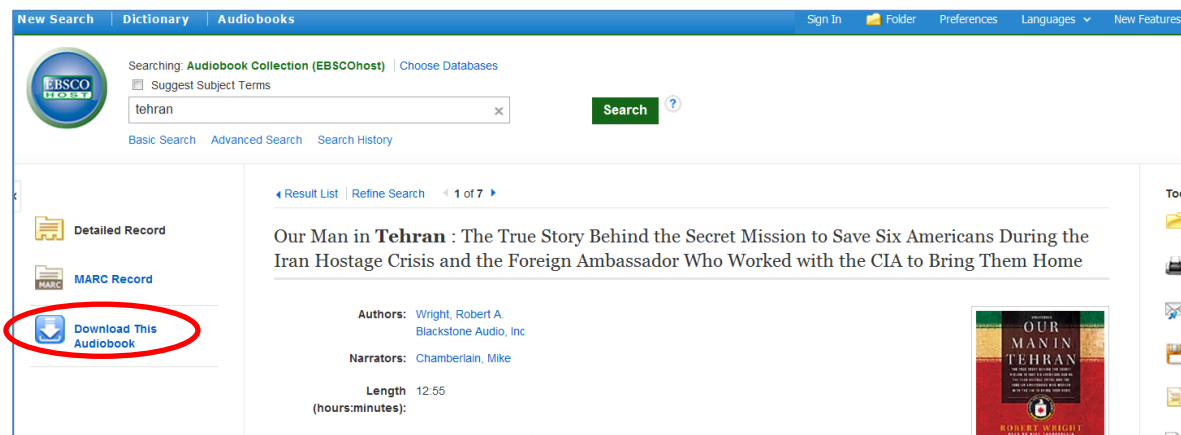 New Search | Dictionary | Audiobooks
Sign In Folder Preferences Languages New Features
EBSCO
HOST
Searching: Audiobook Collection (EBSCOhost) | Choose Databases
Suggest Subject Terms
tehran
Search
?
Basic Search Advanced Search Search History
Result List | Refine Search 1 of 7
Detailed Record
MARC
MARC Record
Download This
Audiobook
Our Man in Tehran : The True Story Behind the Secret Mission to Save Six Americans During the
Iran Hostage Crisis and the Foreign Ambassador Who Worked with the CIA to Bring Them Home
Authors: Wright, Robert A.
Blackstone Audio, Inc
Narrators: Chamberlain, Mike
Length 12:55
(hours:minutes):
OUR
MAN IN
TEHRAN
ROBERT WRIGHT